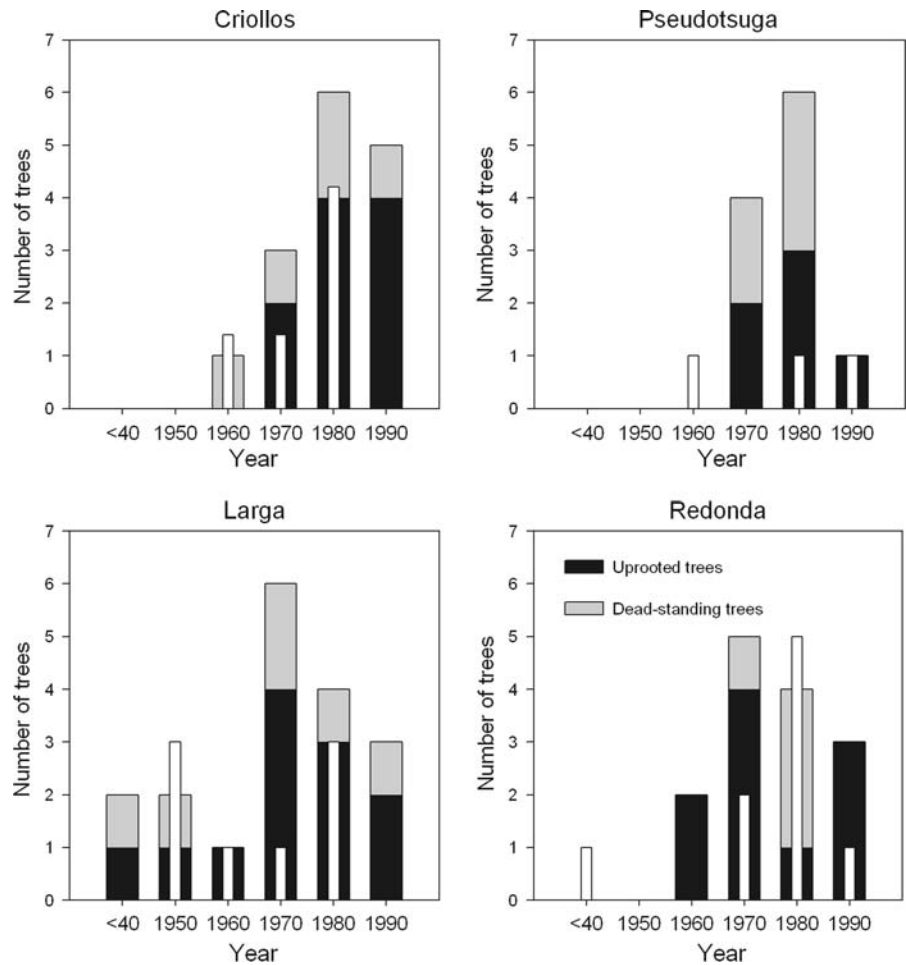 Criollos
Number of trees
7
6
5
4
3
2
1
0
<40 1950 1960 1970 1980 1990
Year
Pseudotsuga
Number of trees
7
6
5
4
3
2
1
0
<40 1950 1960 1970 1980 1990
Year
Larga
Number of trees
7
6
5
4
3
2
1
0
<40 1950 1960 1970 1980 1990
Year
Redonda
Number of trees
7
6
5
4
3
2
1
0
Uprooted trees
Dead-standing trees
<40 1950 1960 1970 1980 1990
Year